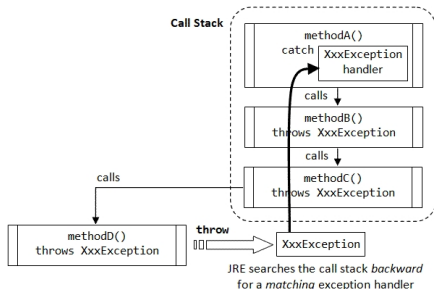 Call Stack
methodA()
catch
XxxException
handler
calls
methodB()
throws XxxException
calls
methodC()
throws XxxException
calls
methodD()
throws XxxException
throw
XxxException
JRE searches the call stack backward
for a matching exception handler